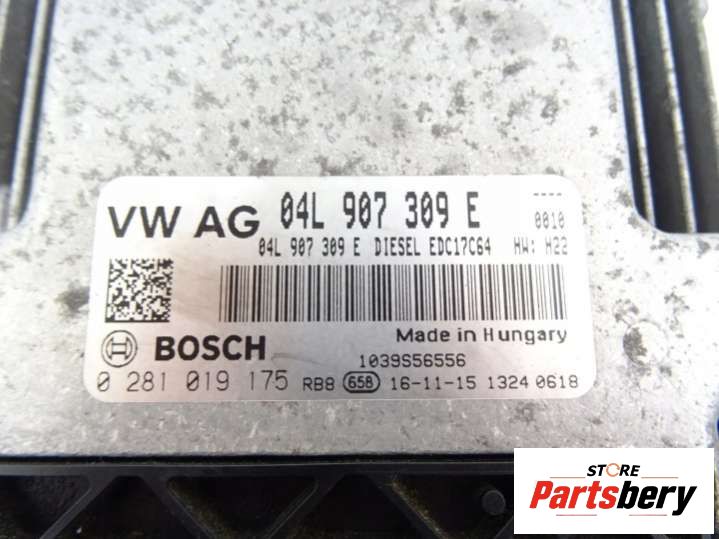 VW AG 04L 907 309 E ----
0010
04L 907 309 E DIESEL EDC17C64 HW: H22
Made in Hungary
BOSCH 1039S56556
0 281 019 175 RB8 658 16-11-15 1324 0618
STORE
Partsbery